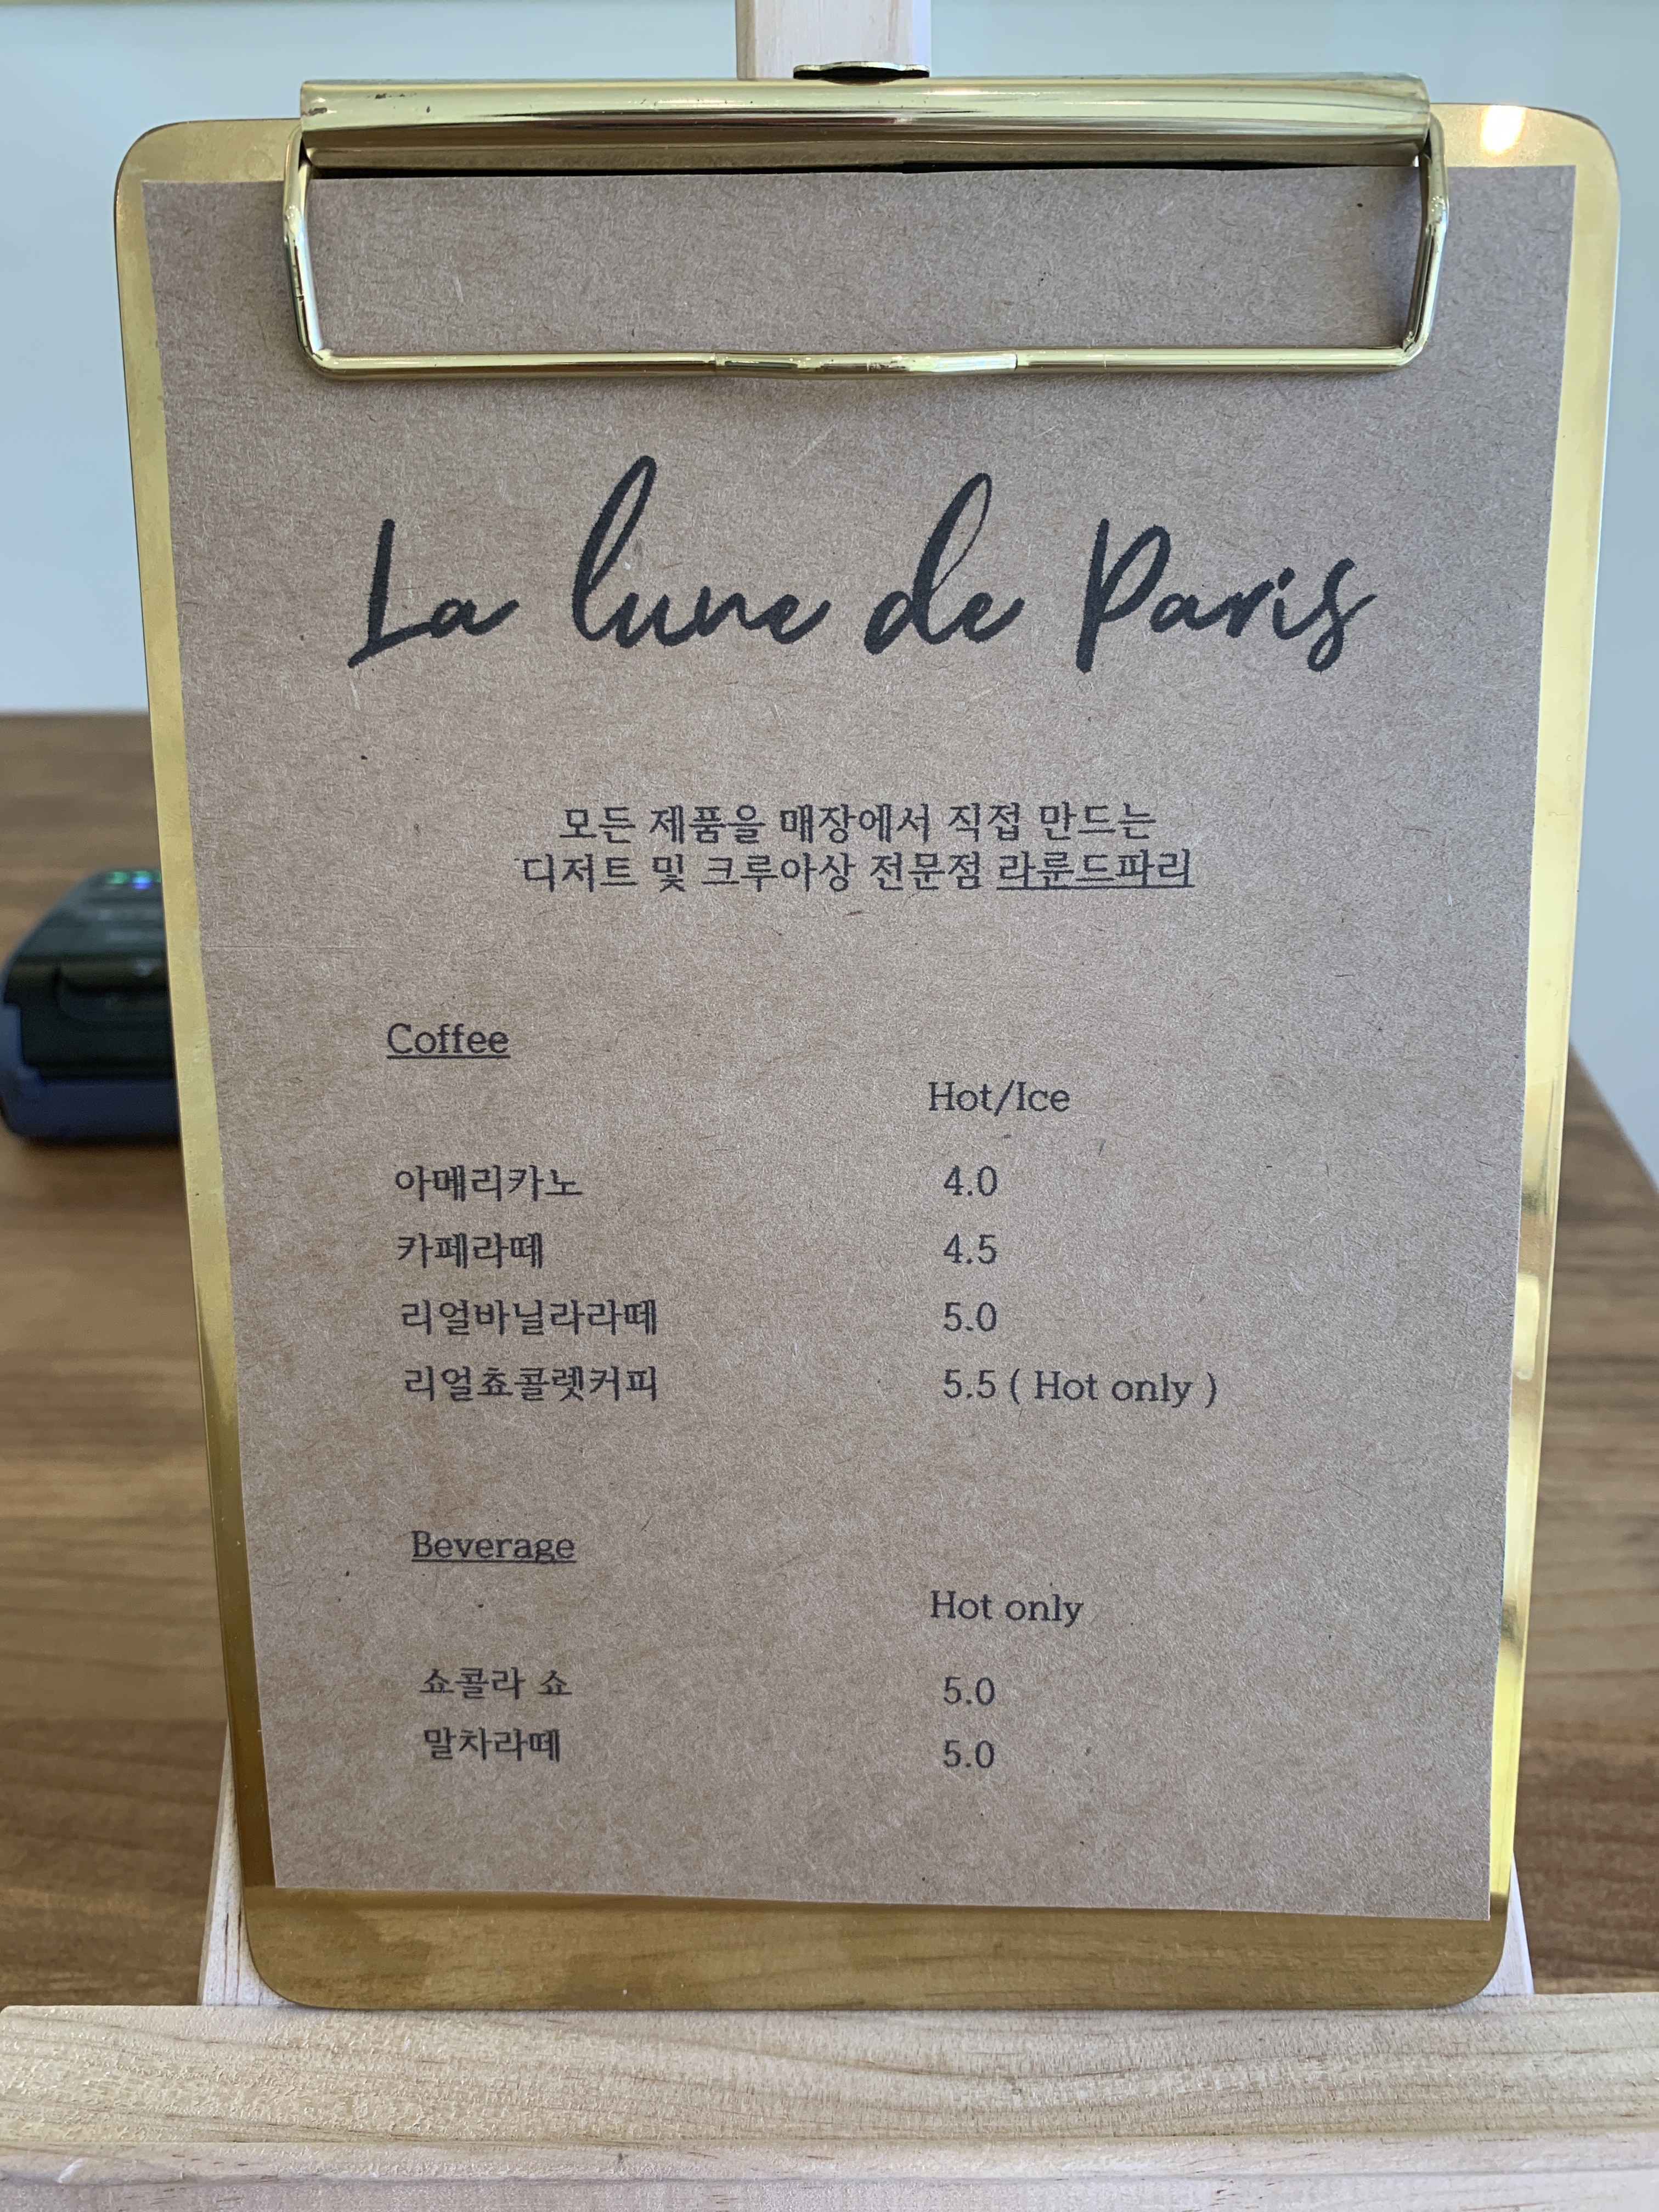 La lune de Paris
모든 제품을 매장에서 직접 만드는
디저트 및 크루아상 전문점 라룬드파리
Coffee
Hot/Ice
아메리카노 4.0
카페라떼 4.5
리얼바닐라라떼 5.0
리얼쵸콜렛커피 5.5 ( Hot only )
Beverage
Hot only
쇼콜라 쇼 5.0
말차라떼 5.0